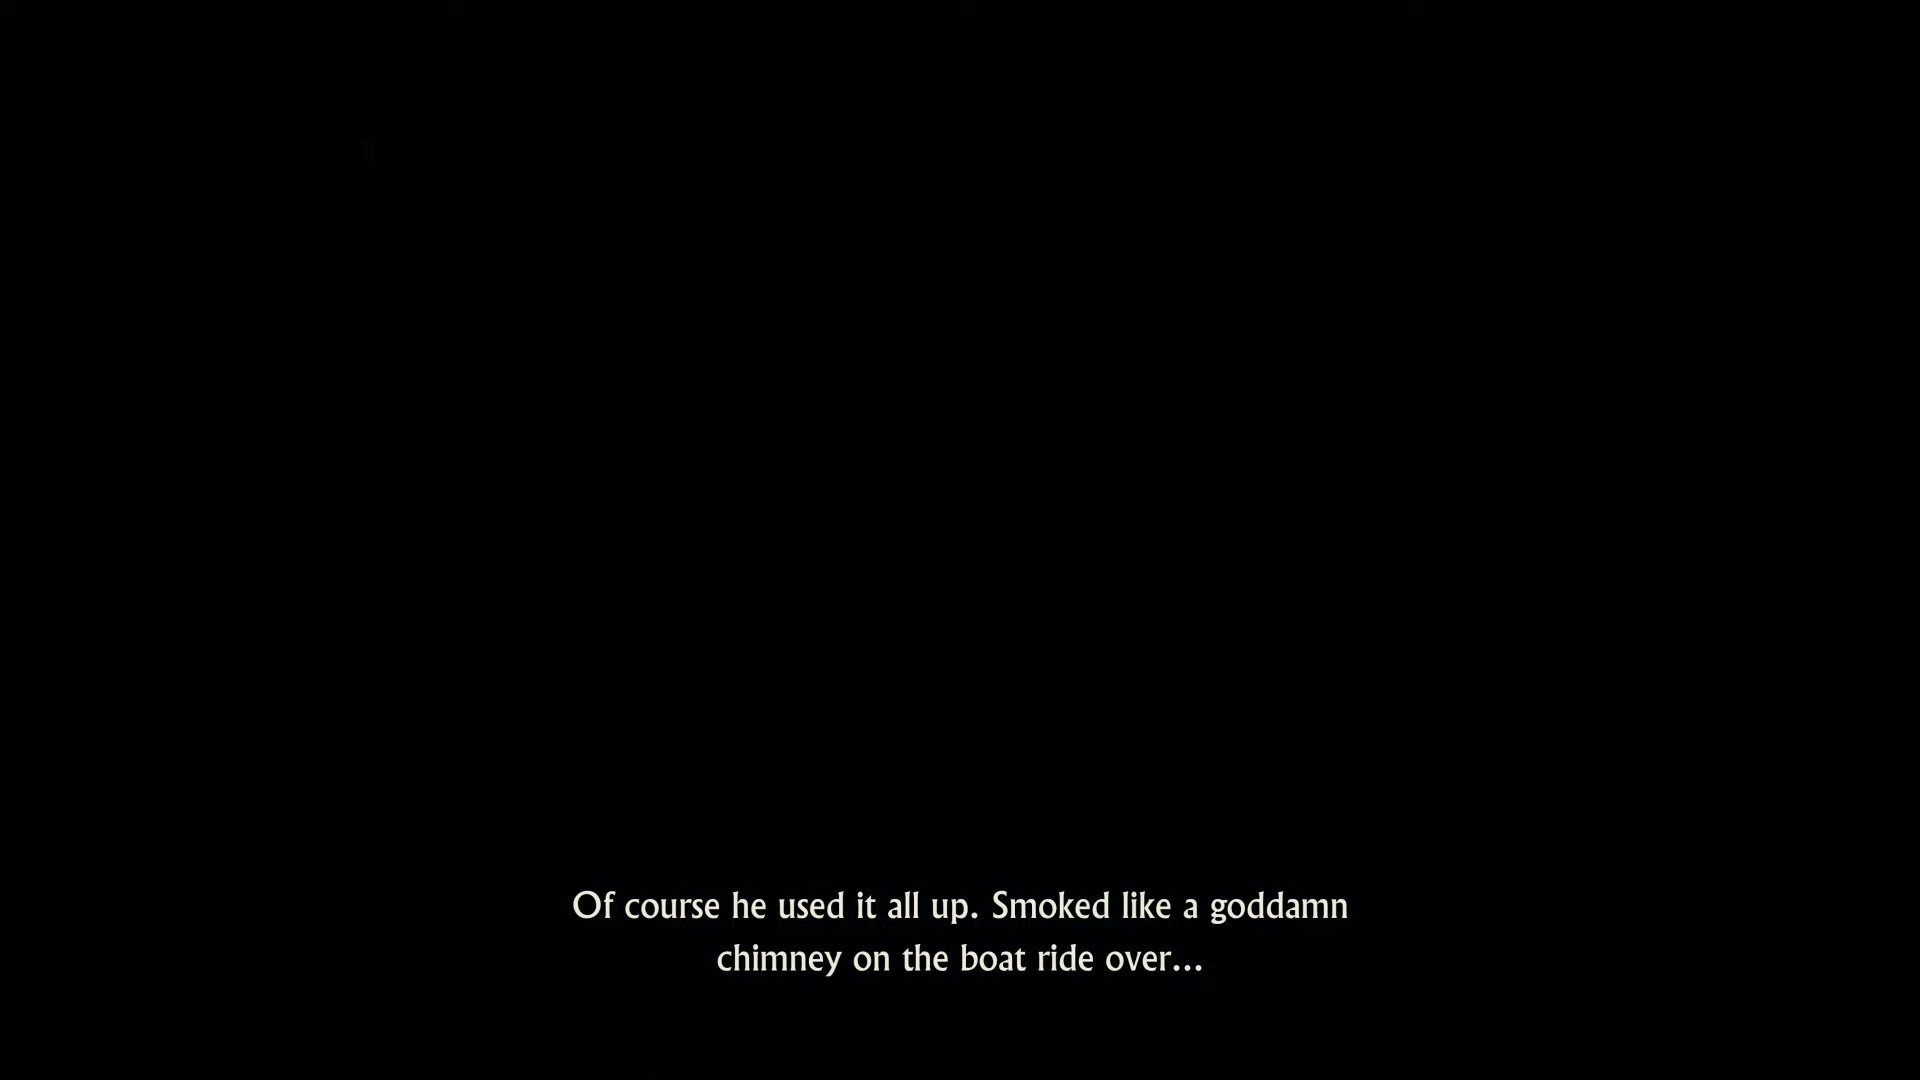 Of course he used it all up. Smoked like a goddamn
chimney on the boat ride over...